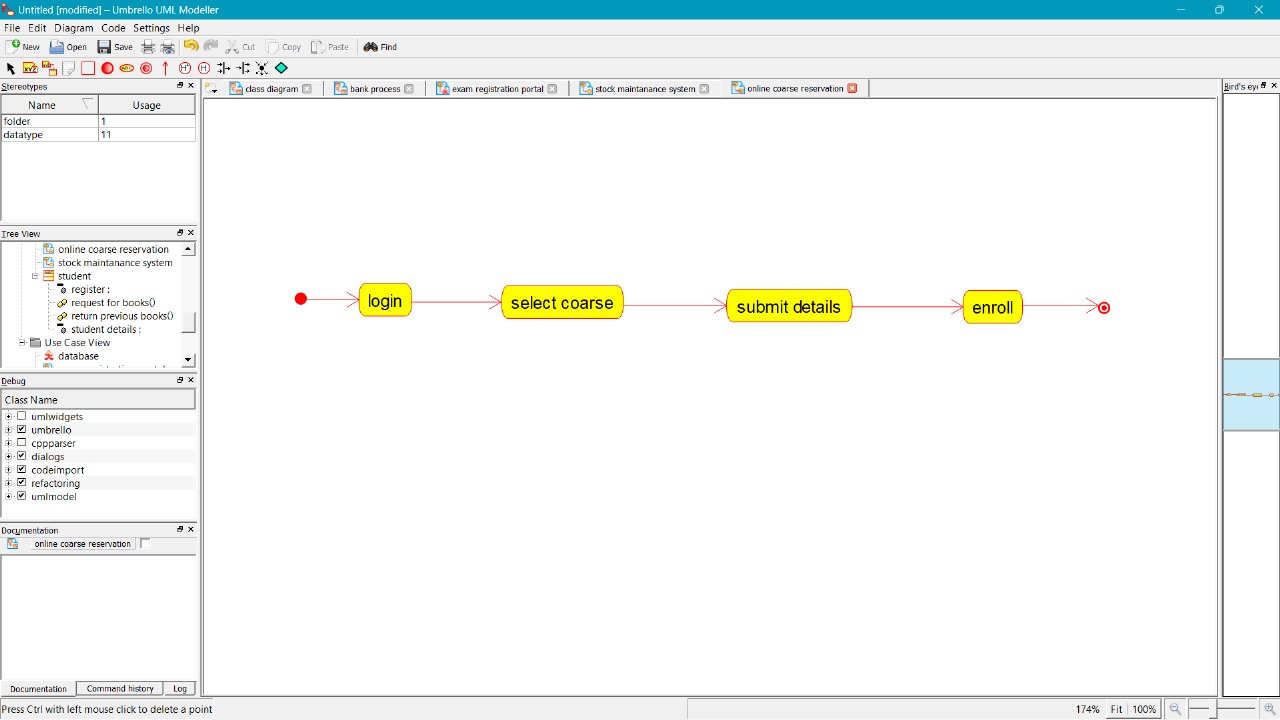 Untitled [modified] – Umbrello UML Modeller
File Edit Diagram Code Settings Help
New Open Save Cut Copy Paste Find
Stereotypes
Name Usage
folder 1
datatype 11
Tree View
online coarse reservation
stock maintanance system
student
register :
request for books()
return previous books()
student details :
Use Case View
database
Debug
Class Name
umlwidgets
umbrello
cppparser
dialogs
codeimport
refactoring
umlmodel
Documentation
online coarse reservation
Documentation Command history Log
class diagram bank process exam registration portal stock maintanance system online coarse reservation
login select coarse submit details enroll
Bird's ey
Press Ctrl with left mouse click to delete a point
174% Fit 100%